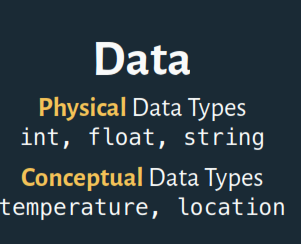 Data
Physical Data Types
int, float, string
Conceptual Data Types
temperature, location